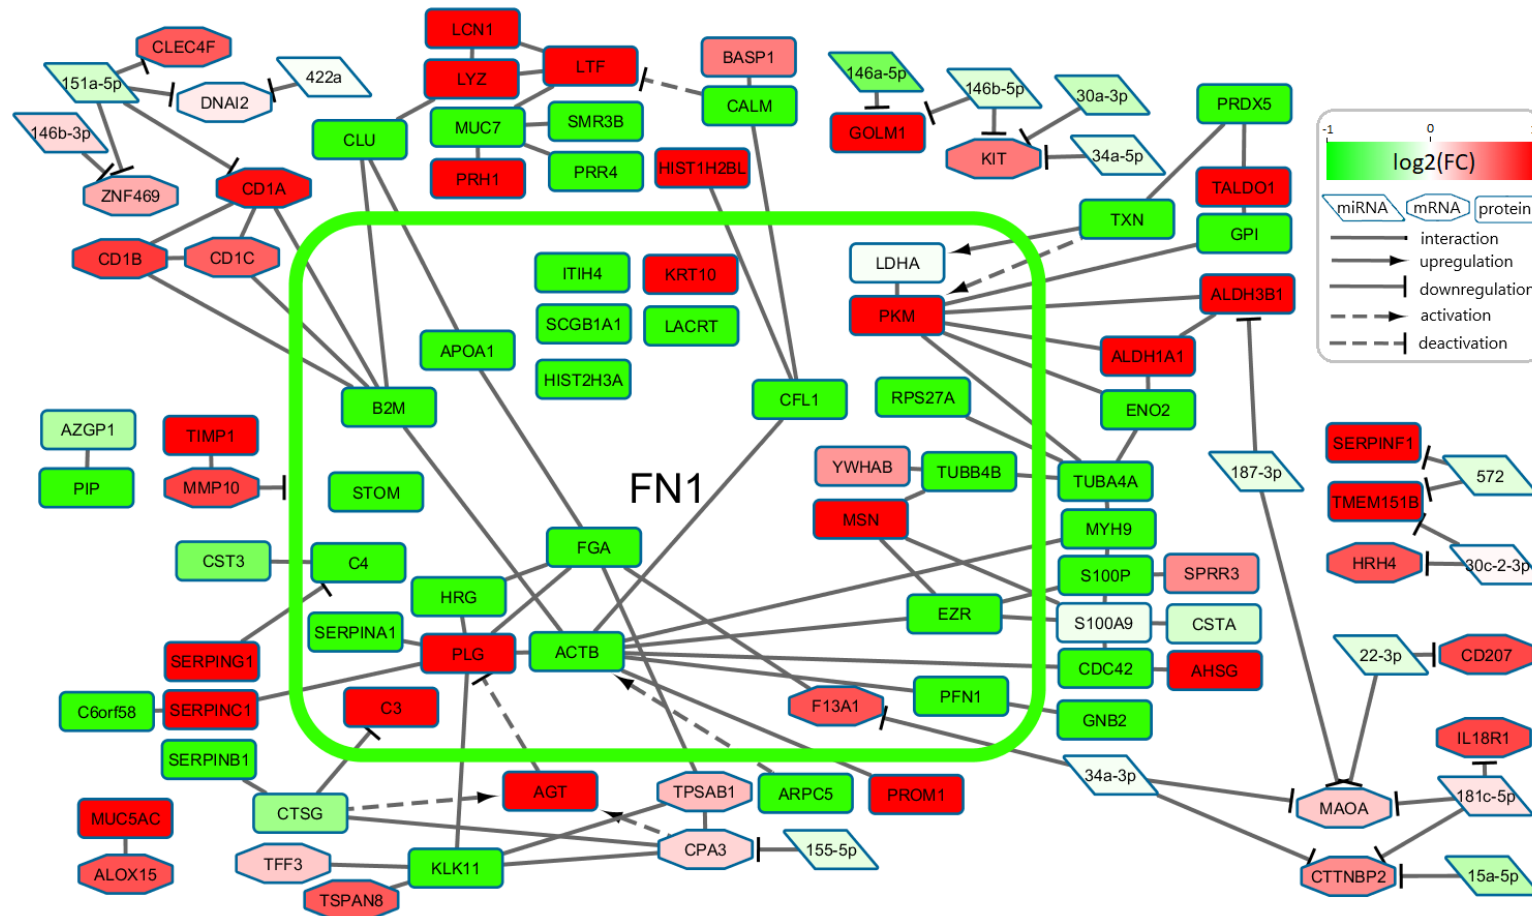 CLEC4F
151a-5p
422a
DNAI2
146b-3p
ZNF469
CD1A
CD1B
CD1C
LCN1
LYZ
LTF
CLU
MUC7
SMR3B
PRH1
PRR4
BASP1
CALM
HIST1H2BL
146a-5p
146b-5p
30a-3p
GOLM1
KIT
34a-5p
PRDX5
TALDO1
TXN
GPI
-1
0
log2(FC)
miRNA
mRNA
protein
interaction
upregulation
downregulation
activation
deactivation
ITIH4
KRT10
SCGB1A1
LACRT
HIST2H3A
APOA1
B2M
CFL1
LDHA
PKM
ALDH3B1
ALDH1A1
RPS27A
ENO2
AZGP1
TIMP1
PIP
MMP10
STOM
FN1
YWHAB
TUBB4B
TUBA4A
187-3p
SERPINF1
572
TMEM151B
MSN
MYH9
CST3
C4
FGA
S100P
SPRR3
HRH4
30c-2-3p
HRG
EZR
S100A9
CSTA
SERPINA1
PLG
ACTB
CDC42
AHSG
22-3p
CD207
SERPING1
C6orf58
SERPINC1
C3
F13A1
PFN1
GNB2
SERPINB1
IL18R1
34a-3p
CTSG
AGT
TPSAB1
ARPC5
PROM1
MAOA
181c-5p
MUC5AC
TFF3
KLK11
CPA3
155-5p
ALOX15
TSPAN8
CTTNBP2
15a-5p